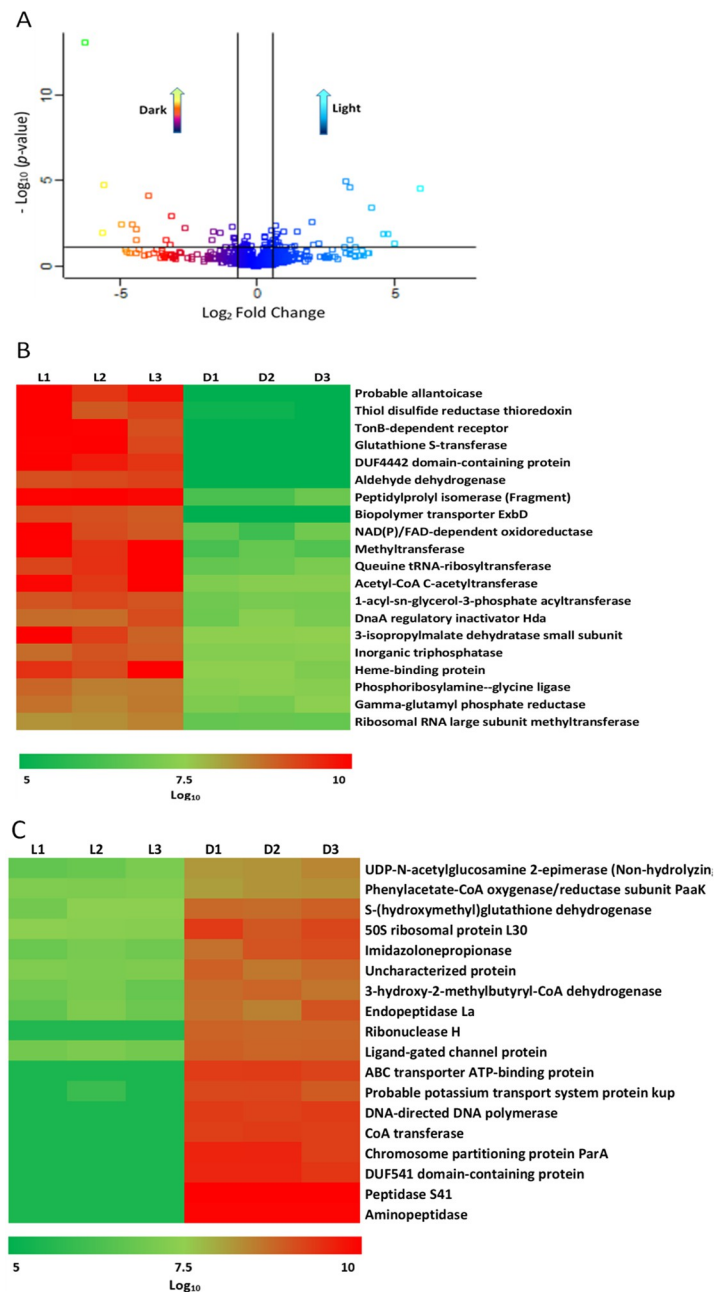 A
10
5
0
- Log₁₀ (p-value)
Dark
Light
-5
0
5
Log₂ Fold Change
B
L1 L2 L3 D1 D2 D3
Probable allantoicase
Thiol disulfide reductase thioredoxin
TonB-dependent receptor
Glutathione S-transferase
DUF4442 domain-containing protein
Aldehyde dehydrogenase
Peptidylprolyl isomerase (Fragment)
Biopolymer transporter ExbD
NAD(P)/FAD-dependent oxidoreductase
Methyltransferase
Queuine tRNA-ribosyltransferase
Acetyl-CoA C-acetyltransferase
1-acyl-sn-glycerol-3-phosphate acyltransferase
DnaA regulatory inactivator Hda
3-isopropylmalate dehydratase small subunit
Inorganic triphosphatase
Heme-binding protein
Phosphoribosylamine--glycine ligase
Gamma-glutamyl phosphate reductase
Ribosomal RNA large subunit methyltransferase
5 7.5 10
Log₁₀
C
L1 L2 L3 D1 D2 D3
UDP-N-acetylglucosamine 2-epimerase (Non-hydrolyzing
Phenylacetate-CoA oxygenase/reductase subunit PaaK
S-(hydroxymethyl)glutathione dehydrogenase
50S ribosomal protein L30
Imidazolonepropionase
Uncharacterized protein
3-hydroxy-2-methylbutyryl-CoA dehydrogenase
Endopeptidase La
Ribonuclease H
Ligand-gated channel protein
ABC transporter ATP-binding protein
Probable potassium transport system protein kup
DNA-directed DNA polymerase
CoA transferase
Chromosome partitioning protein ParA
DUF541 domain-containing protein
Peptidase S41
Aminopeptidase
5 7.5 10
Log₁₀